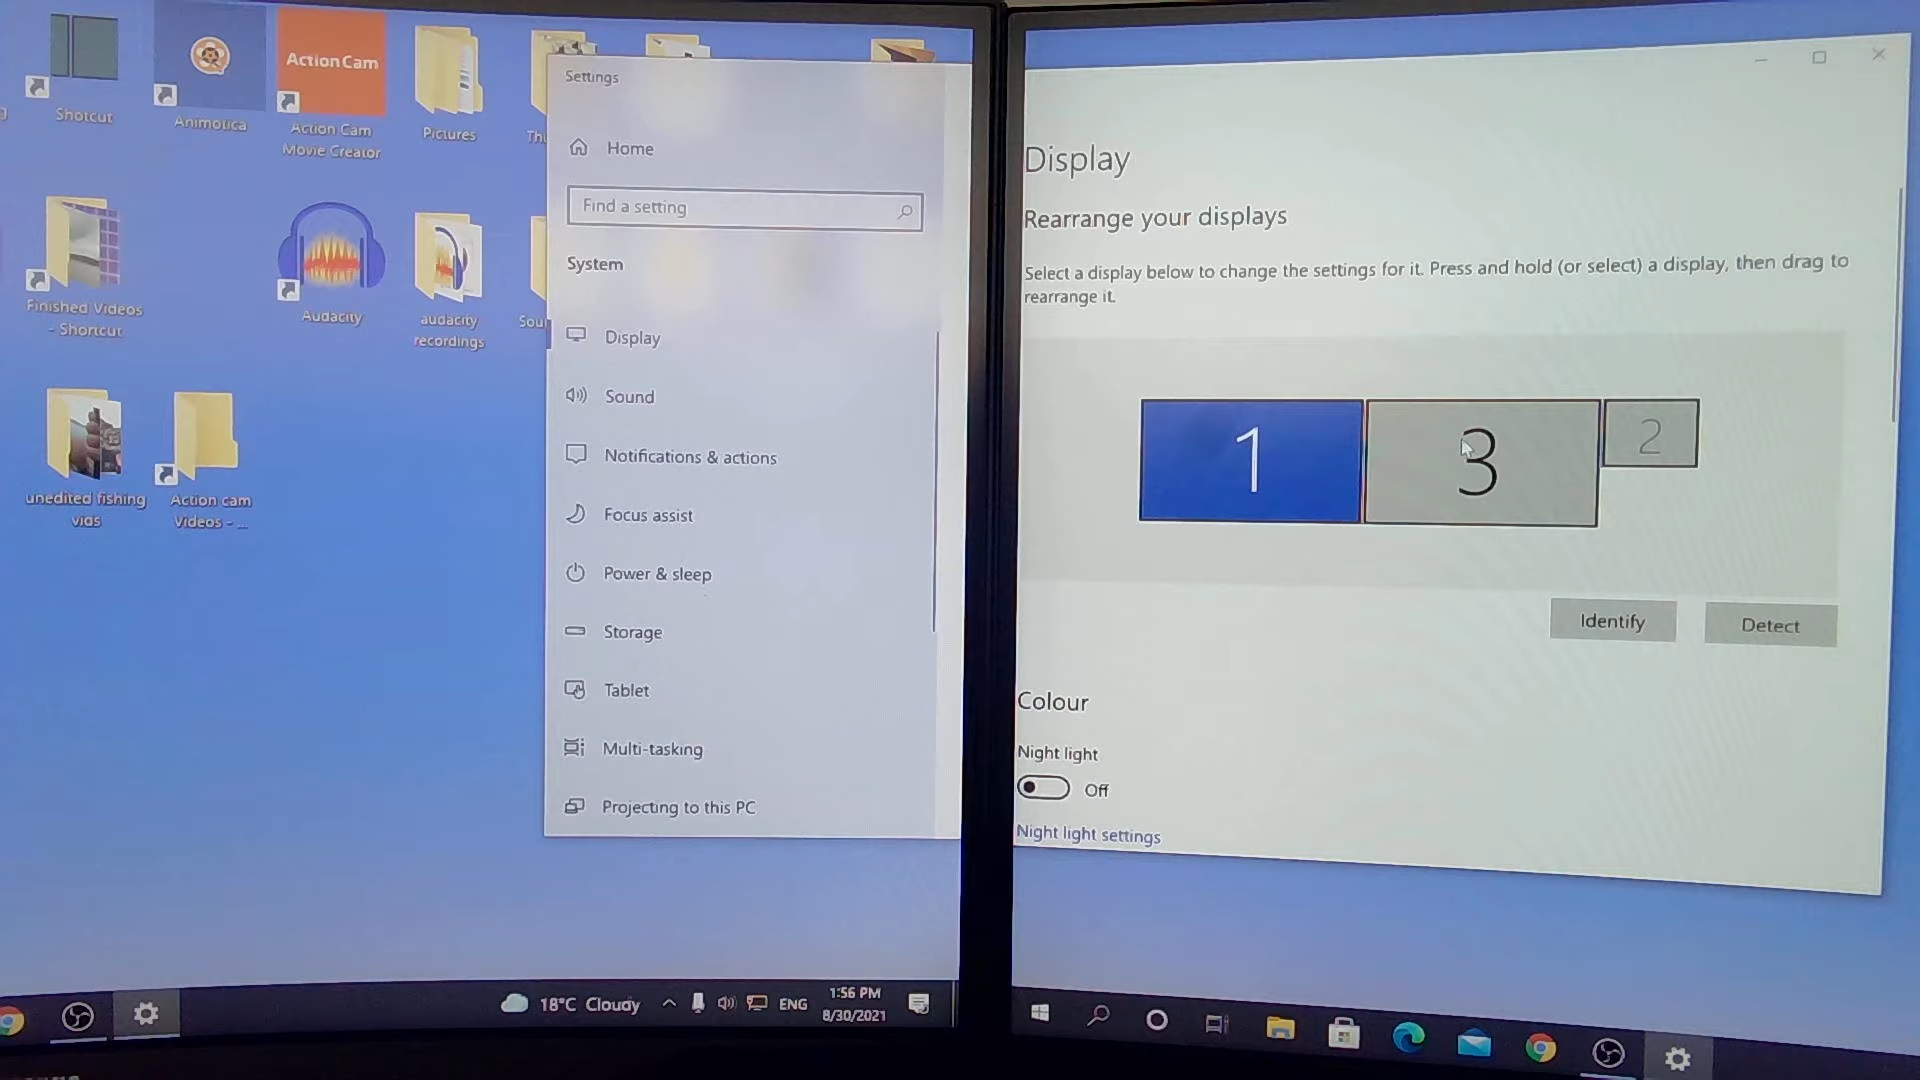 Shotcut
Animotica
ActionCam
Action Cam
Movie Creator
Pictures
Finished Videos
- Shortcut
Audacity
audacity
recordings
unedited fishing
vids
Action cam
Videos - ...
Settings
Home
Find a setting
System
Display
Sound
Notifications & actions
Focus assist
Power & sleep
Storage
Tablet
Multi-tasking
Projecting to this PC
18°C Cloudy
ENG
1:56 PM
8/30/2021
Display
Rearrange your displays
Select a display below to change the settings for it. Press and hold (or select) a display, then drag to
rearrange it.
1
3
2
Identify
Detect
Colour
Night light
Off
Night light settings